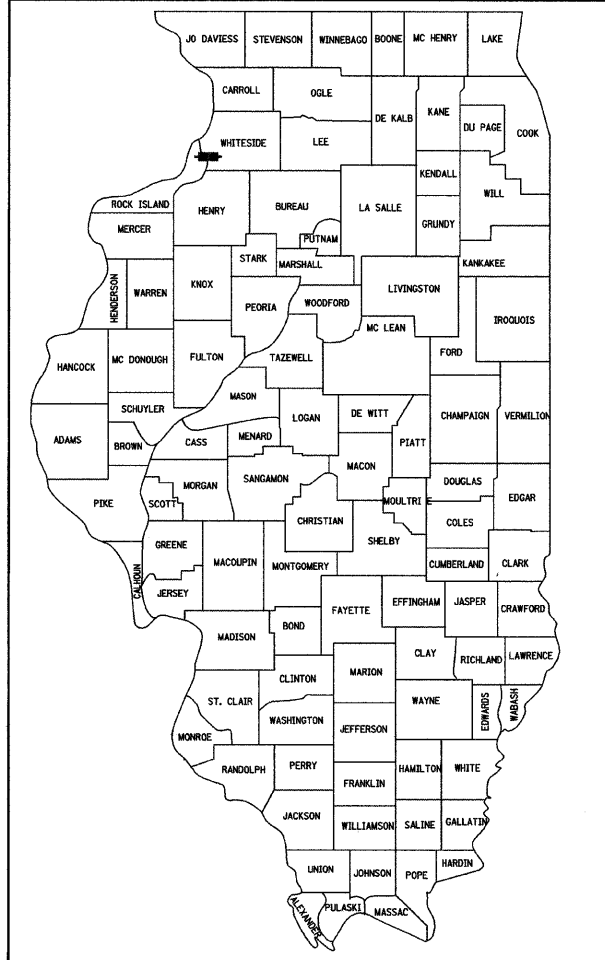 JO DAVIESS
STEVENSON
WINNEBAGO
BOONE
MC HENRY
LAKE
CARROLL
OGLE
DE KALB
KANE
DU PAGE
COOK
WHITESIDE
LEE
KENDALL
WILL
ROCK ISLAND
HENRY
BUREAU
LA SALLE
GRUNDY
MERCER
PUTNAM
STARK
MARSHALL
KANKAKEE
HENDERSON
WARREN
KNOX
PEORIA
WOODFORD
LIVINGSTON
IROQUOIS
MC LEAN
HANCOCK
MC DONOUGH
FULTON
TAZEWELL
FORD
MASON
LOGAN
DE WITT
CHAMPAIGN
VERMILION
SCHUYLER
ADAMS
BROWN
CASS
MENARD
PIATT
MACON
MORGAN
SANGAMON
DOUGLAS
PIKE
SCOTT
CHRISTIAN
MOULTRIE
EDGAR
COLES
GREENE
MACOUPIN
MONTGOMERY
SHELBY
CUMBERLAND
CLARK
CALHOUN
JERSEY
FAYETTE
EFFINGHAM
JASPER
CRAWFORD
MADISON
BOND
CLAY
RICHLAND
LAWRENCE
CLINTON
MARION
ST. CLAIR
WAYNE
EDWARDS
WABASH
WASHINGTON
JEFFERSON
MONROE
RANDOLPH
PERRY
HAMILTON
WHITE
FRANKLIN
JACKSON
WILLIAMSON
SALINE
GALLATIN
UNION
JOHNSON
POPE
HARDIN
ALEXANDER
PULASKI
MASSAC